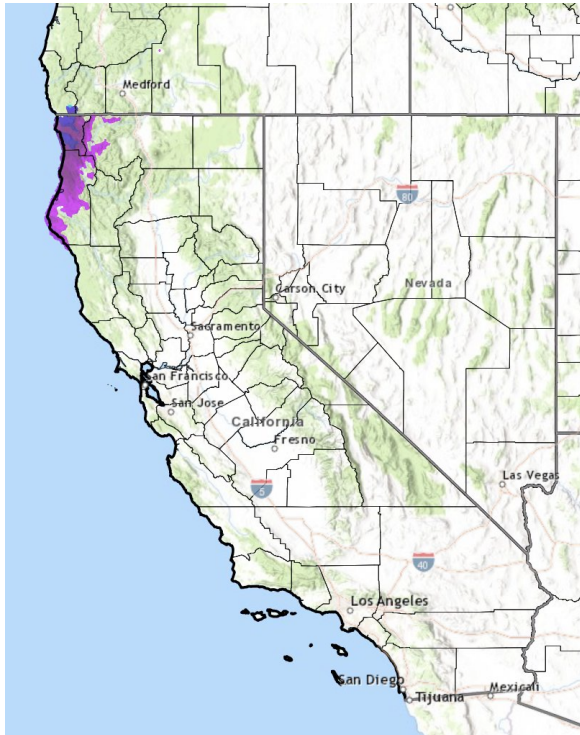 Medford
80
Carson City
Nevada
Sacramento
San Francisco
San Jose
California
Fresno
5
Las Vegas
40
Los Angeles
San Diego
Tijuana
Mexicali